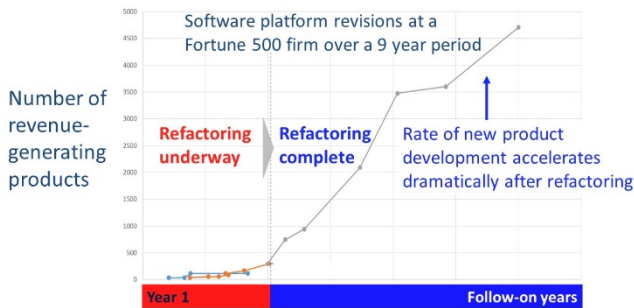 Software platform revisions at a
Fortune 500 firm over a 9 year period
Number of
revenue-
generating
products
5000
4500
4000
3500
3000
2500
2000
1500
1000
500
0
Refactoring
underway
Refactoring
complete
Rate of new product
development accelerates
dramatically after refactoring
Year 1
Follow-on years